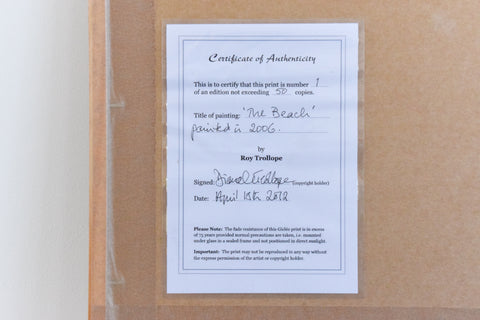 Certificate of Authenticity
This is to certify that this print is number 1
of an edition not exceeding 50 copies.
Title of painting: 'The Beach'
painted in 2006.
by
Roy Trollope
Signed: Trollope (copyright holder)
Date: April 13th 2012
Please Note: The fade resistance of this Giclée print is in excess
of 75 years provided normal precautions are taken, i.e. mounted
under glass in a sealed frame and not positioned in direct sunlight.
Important: The print may not be reproduced in any way without
the express permission of the artist or copyright holder.